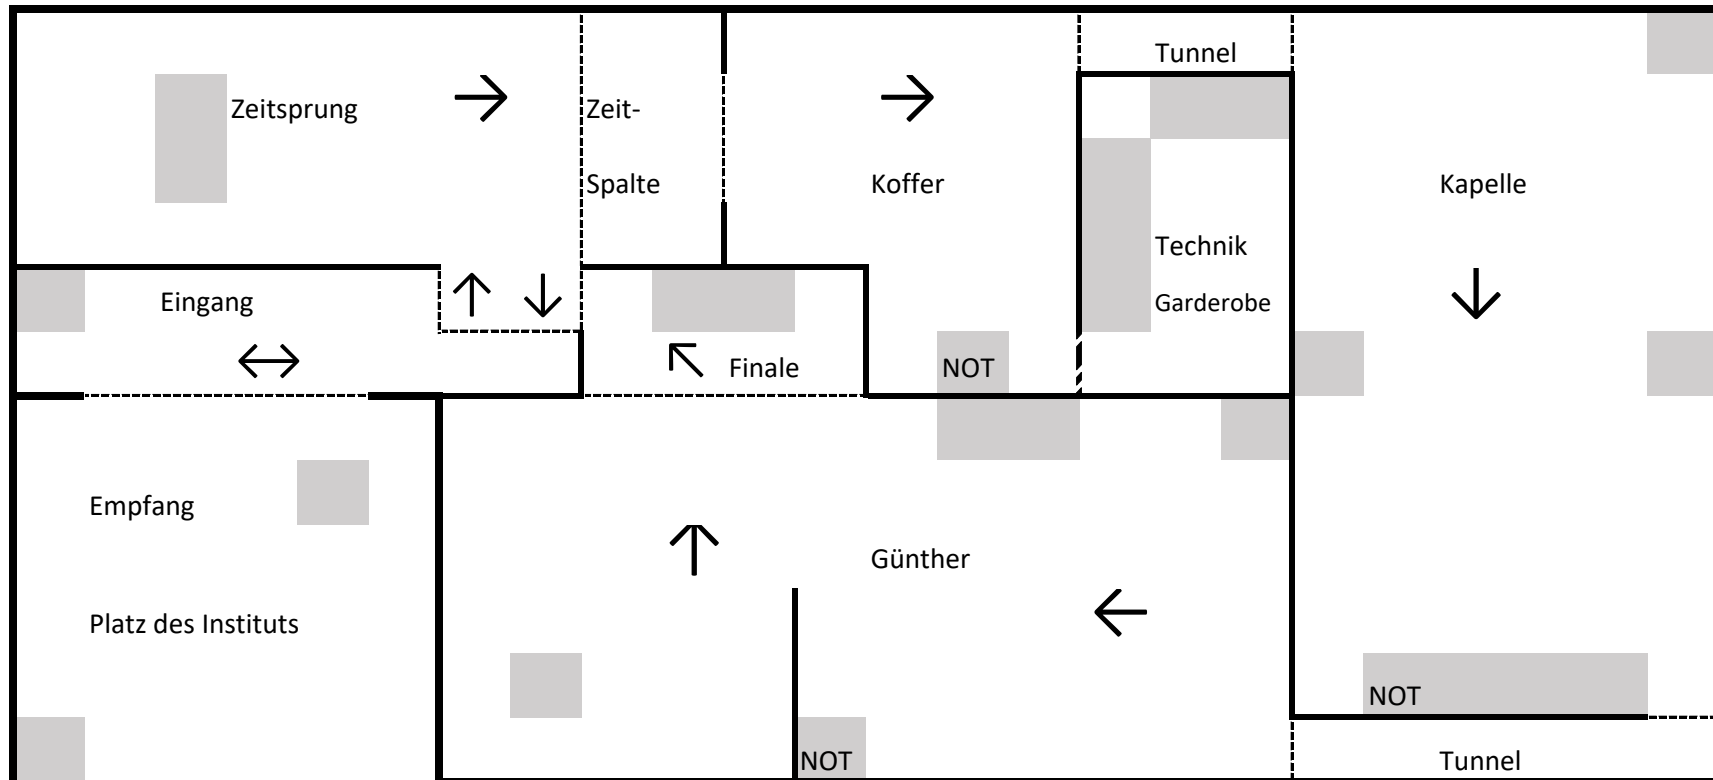 Tunnel
Zeitsprung
Zeit-
Spalte
Koffer
Kapelle
Technik
Garderobe
Eingang
Finale
NOT
Empfang
Günther
Platz des Instituts
NOT
NOT
Tunnel